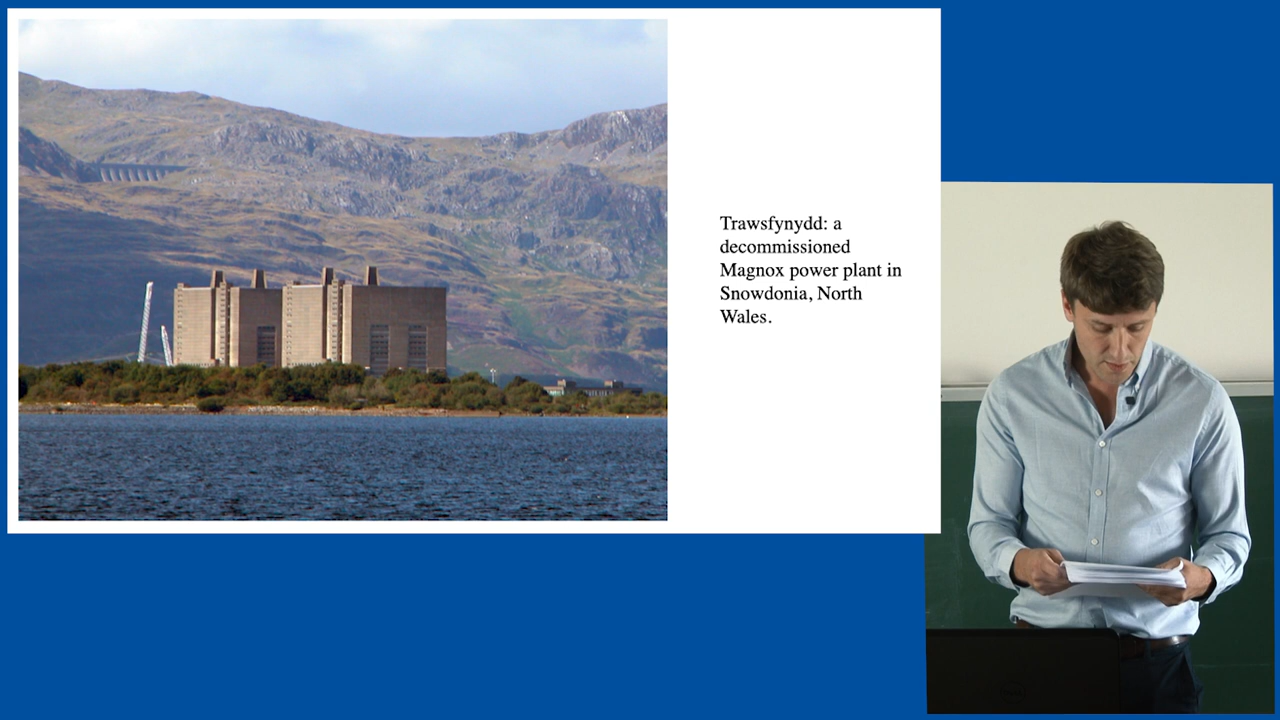 Trawsfynydd: a
decommissioned
Magnox power plant in
Snowdonia, North
Wales.